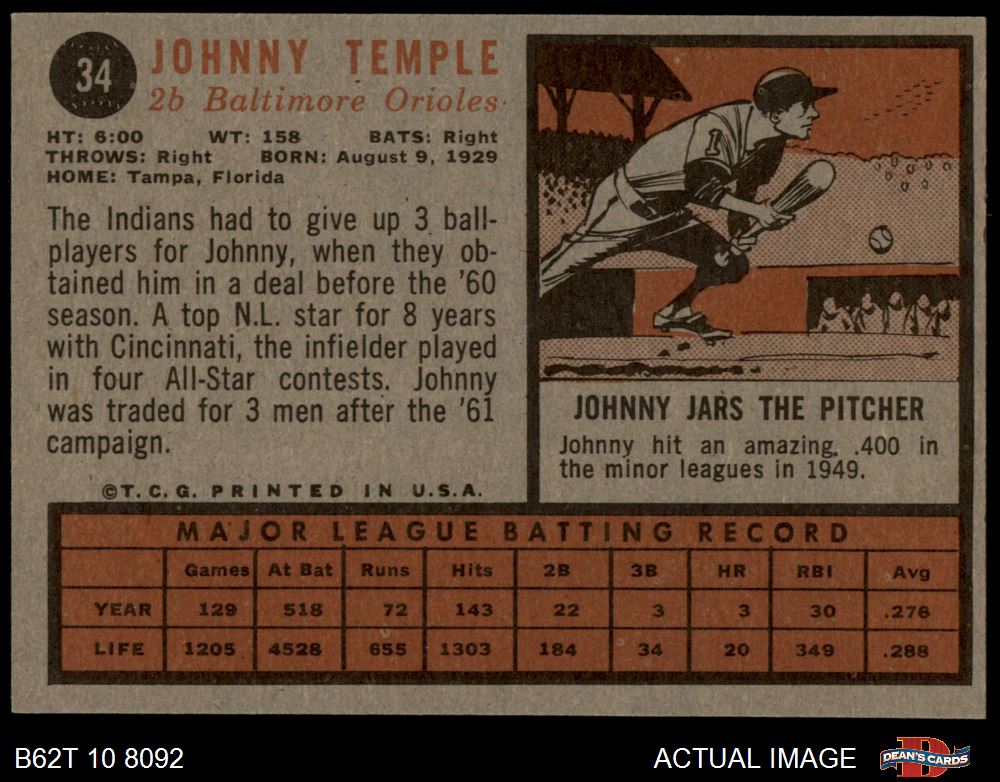 34
JOHNNY TEMPLE
2b Baltimore Orioles
HT: 6:00 WT: 158 BATS: Right
THROWS: Right BORN: August 9, 1929
HOME: Tampa, Florida
The Indians had to give up 3 ball-
players for Johnny, when they ob-
tained him in a deal before the '60
season. A top N.L. star for 8 years
with Cincinnati, the infielder played
in four All-Star contests. Johnny
was traded for 3 men after the '61
campaign.
©T.C.G. PRINTED IN U.S.A.
1
JOHNNY JARS THE PITCHER
Johnny hit an amazing .400 in
the minor leagues in 1949.
MAJOR LEAGUE BATTING RECORD
Games At Bat Runs Hits 2B 3B HR RBI Avg
YEAR 129 518 72 143 22 3 3 30 .276
LIFE 1205 4528 655 1303 184 34 20 349 .288
B62T 10 8092
ACTUAL IMAGE
DEAN'S CARDS